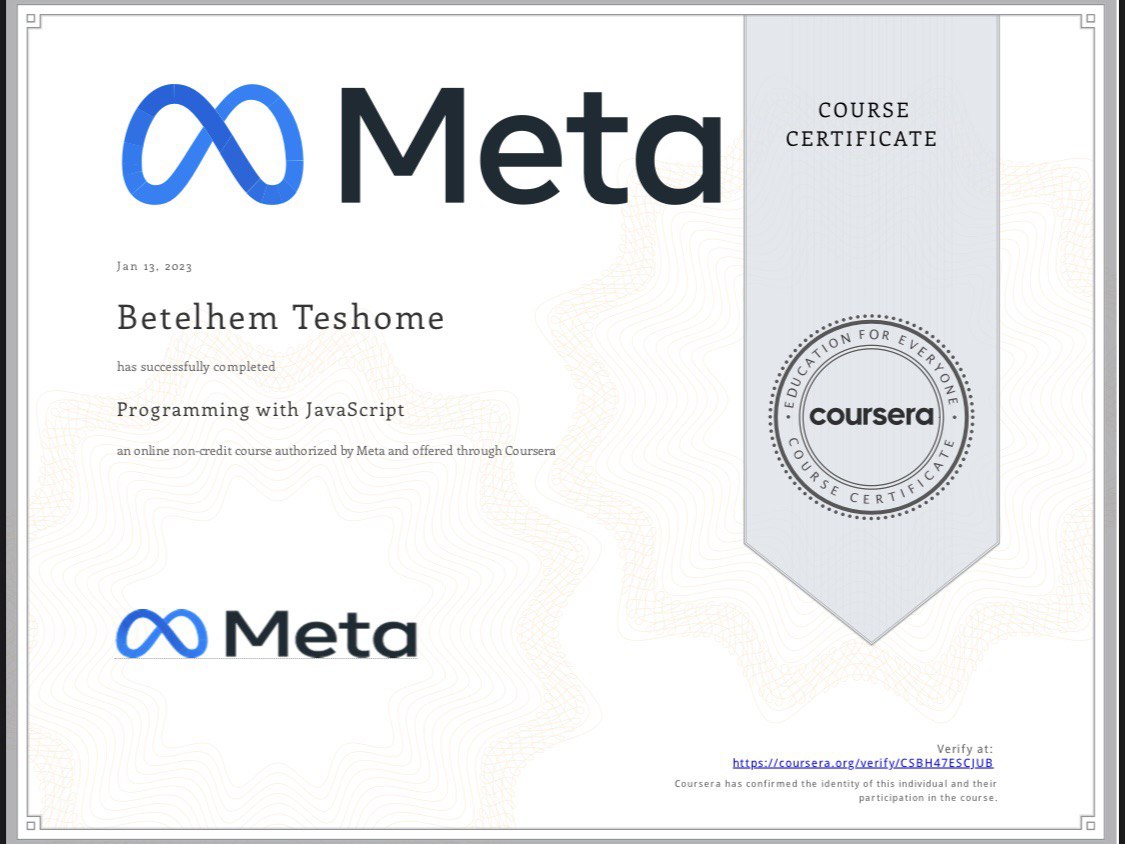 Meta
COURSE
CERTIFICATE
Jan 13, 2023
Betelhem Teshome
has successfully completed
Programming with JavaScript
an online non-credit course authorized by Meta and offered through Coursera
EDUCATION FOR EVERYONE
coursera
COURSE CERTIFICATE
Meta
Verify at:
https://coursera.org/verify/CSBH47ESCJUB
Coursera has confirmed the identity of this individual and their
participation in the course.